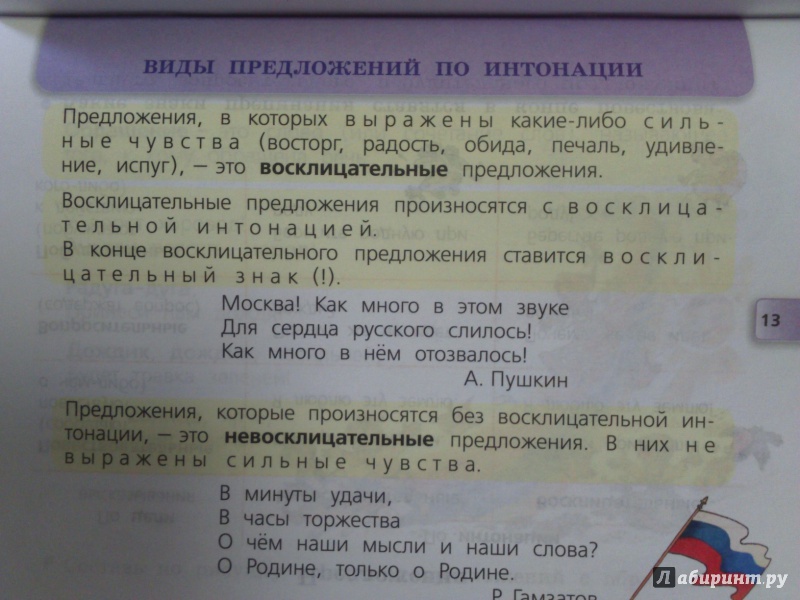 ВИДЫ ПРЕДЛОЖЕНИЙ ПО ИНТОНАЦИИ
Предложения, в которых выражены какие-либо силь-
ные чувства (восторг, радость, обида, печаль, удивле-
ние, испуг), — это восклицательные предложения.
Восклицательные предложения произносятся с восклица-
тельной интонацией.
В конце восклицательного предложения ставится воскли-
цательный знак (!).
Москва! Как много в этом звуке
Для сердца русского слилось!
Как много в нём отозвалось!
А. Пушкин
13
Предложения, которые произносятся без восклицательной ин-
тонации, — это невосклицательные предложения. В них не
выражены сильные чувства.
В минуты удачи,
В часы торжества
О чём наши мысли и наши слова?
О Родине, только о Родине.
Р. Гамзатов
Лабиринт.ру